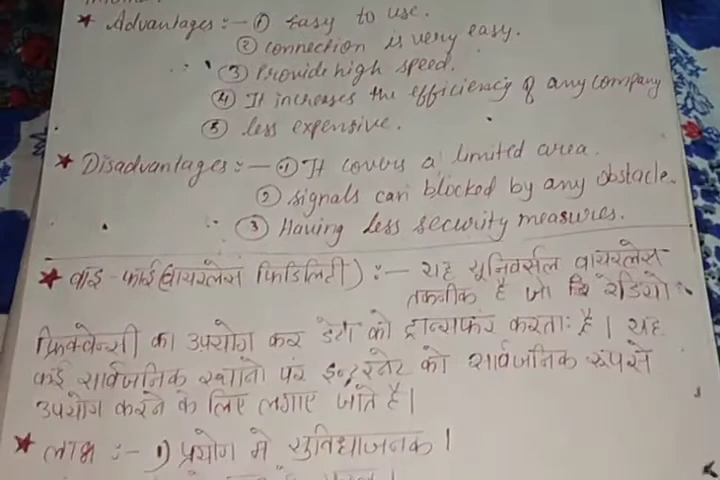 ★ Advantages :- ① Easy to use.
② connection is very easy.
③ Provide high speed.
④ It increases the efficiency of any company
⑤ less expensive.
★ Disadvantages :- ① It covers a limited area.
② signals can blocked by any obstacle.
③ Having less security measures.
★ वाई-फाई (वायरलेस फिडिलिटी) :- यह यूनिवर्सल वायरलेस
तकनीक है जो रेडियो
फ्रिक्वेन्सी का उपयोग कर डेटा को ट्रान्सफर करता है। यह
कई सार्वजनिक स्थानो पर इन्टरनेट को सार्वजनिक रूपसे
उपयोग करने के लिए लगाए जाते है।
★ लाभ :- 1) प्रयोग मे सुविधाजनक।